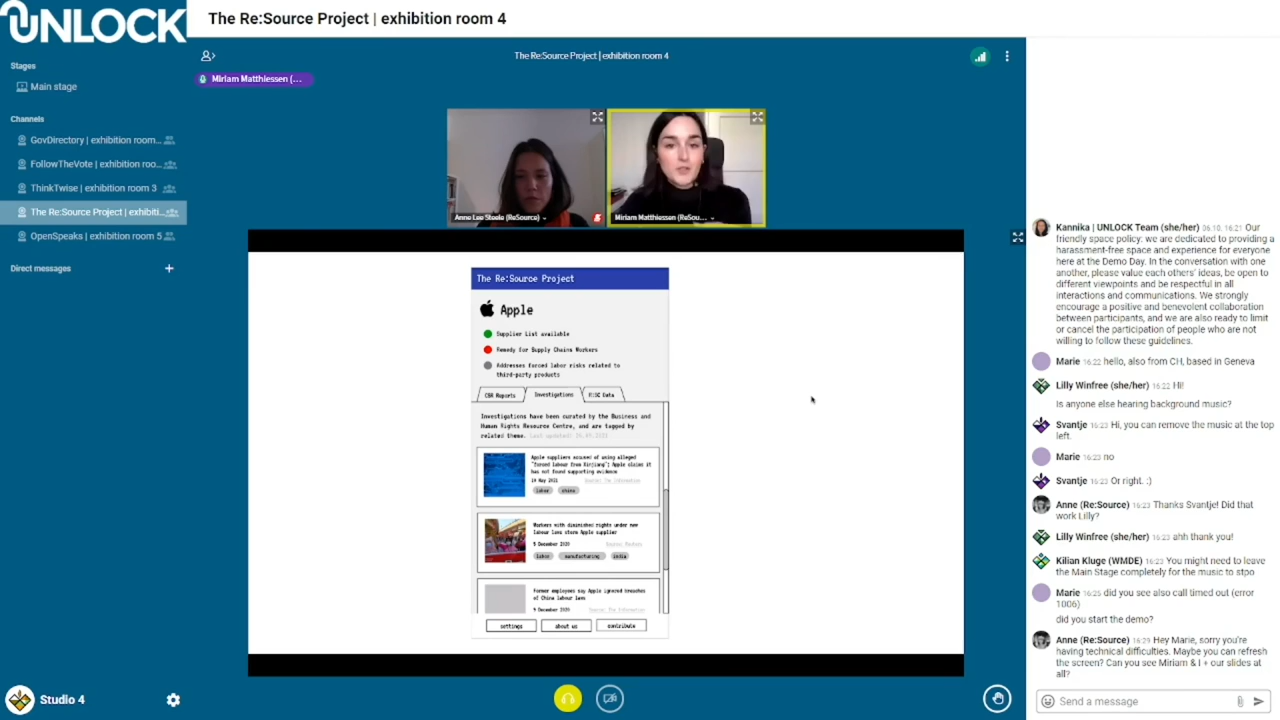 UNLOCK
The Re:Source Project | exhibition room 4
Stages
Main stage
Channels
GovDirectory | exhibition room...
FollowTheVote | exhibition roo...
ThinkTwise | exhibition room 3
The Re:Source Project | exhibiti...
OpenSpeaks | exhibition room 5
Direct messages
Studio 4
The Re:Source Project | exhibition room 4
Miriam Matthiessen (...
Anne Lee Steele (ReSource)
Miriam Matthiessen (ReSou...
The Re:Source Project
Apple
Supplier List available
Remedy for Supply Chains Workers
Addresses forced labor risks related to
third-party products
CSR Reports
Investigations
Investigations have been curated by the Business and
Human Rights Resource Centre, and are tagged by
related theme. Last updated:
Apple suppliers accused of using alleged
"forced labour from Xinjiang"; Apple claims it
has not found supporting evidence
Source: The Information
labor
china
Workers with diminished rights under new
labour laws storm Apple supplier
labor
manufacturing
india
Former employees say Apple ignored breaches
of China labour laws
Source: The Information
settings
about us
contribute
Kannika | UNLOCK Team (she/her) 06.10. 16:21 Our
friendly space policy: we are dedicated to providing a
harassment-free space and experience for everyone
here at the Demo Day. In the conversation with one
another, please value each others' ideas, be open to
different viewpoints and be respectful in all
interactions and communications. We strongly
encourage a positive and benevolent collaboration
between participants, and we are also ready to limit
or cancel the participation of people who are not
willing to follow these guidelines.
Marie 16:22 hello, also from CH, based in Geneva
Lilly Winfree (she/her) 16:22 Hi!
Is anyone else hearing background music?
Svantje 16:23 Hi, you can remove the music at the top
left.
Marie 16:23 no
Svantje 16:23 Or right. :)
Anne (Re:Source) 16:23 Thanks Svantje! Did that
work Lilly?
Lilly Winfree (she/her) 16:23 ahh thank you!
Kilian Kluge (WMDE) 16:23 You might need to leave
the Main Stage completely for the music to stpo
Marie 16:25 did you see also call timed out (error
1006)
did you start the demo?
Anne (Re:Source) 16:29 Hey Marie, sorry you're
having technical difficulties. Maybe you can refresh
the screen? Can you see Miriam & I + our slides at
all?
Send a message